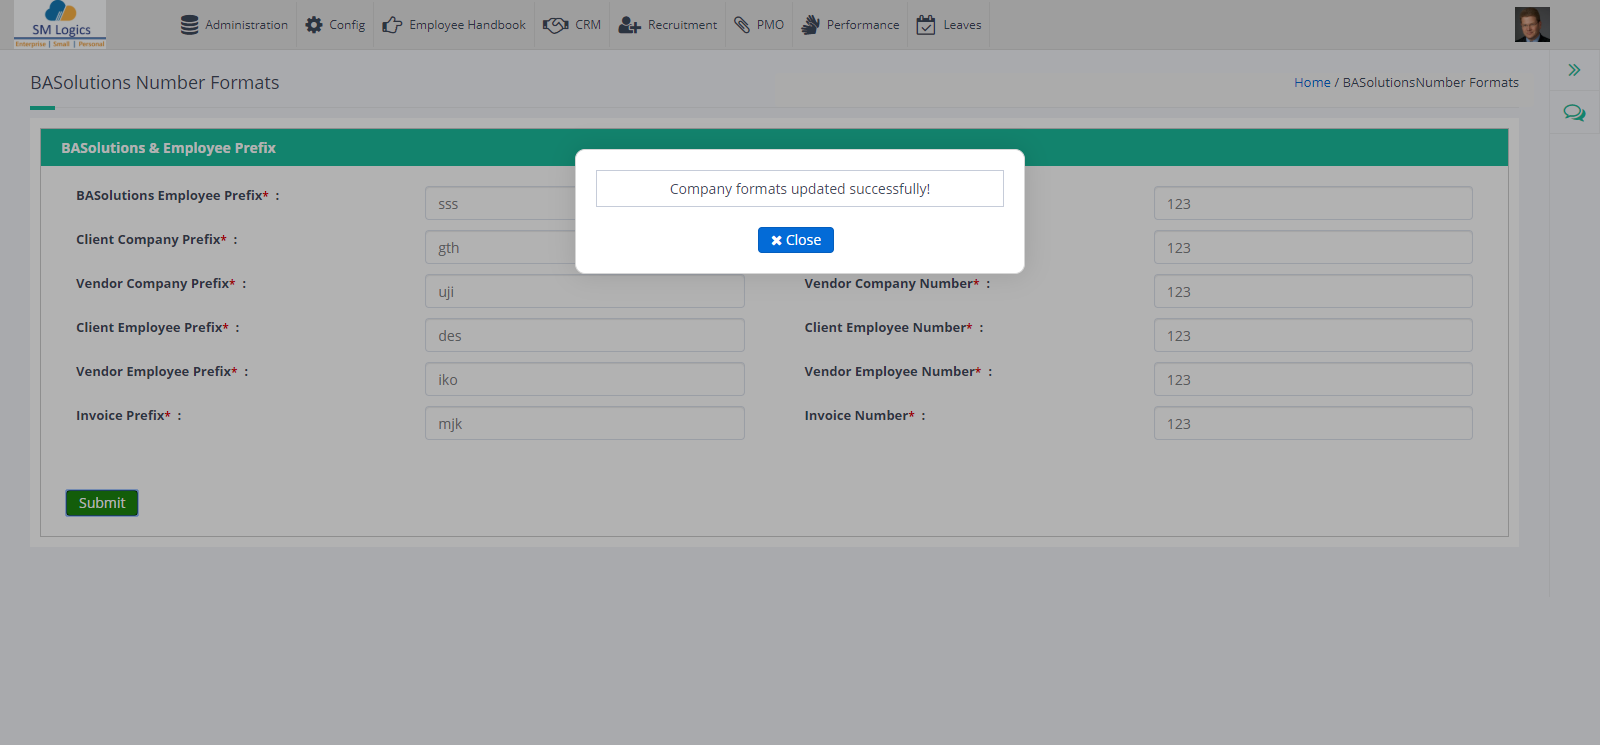 SM Logics
Enterprise | Small | Personal
Administration Config Employee Handbook CRM Recruitment PMO Performance Leaves
BASolutions Number Formats
Home / BASolutionsNumber Formats
BASolutions & Employee Prefix
Company formats updated successfully!
Close
BASolutions Employee Prefix* : sss 123
Client Company Prefix* : gth 123
Vendor Company Prefix* : uji Vendor Company Number* : 123
Client Employee Prefix* : des Client Employee Number* : 123
Vendor Employee Prefix* : iko Vendor Employee Number* : 123
Invoice Prefix* : mjk Invoice Number* : 123
Submit